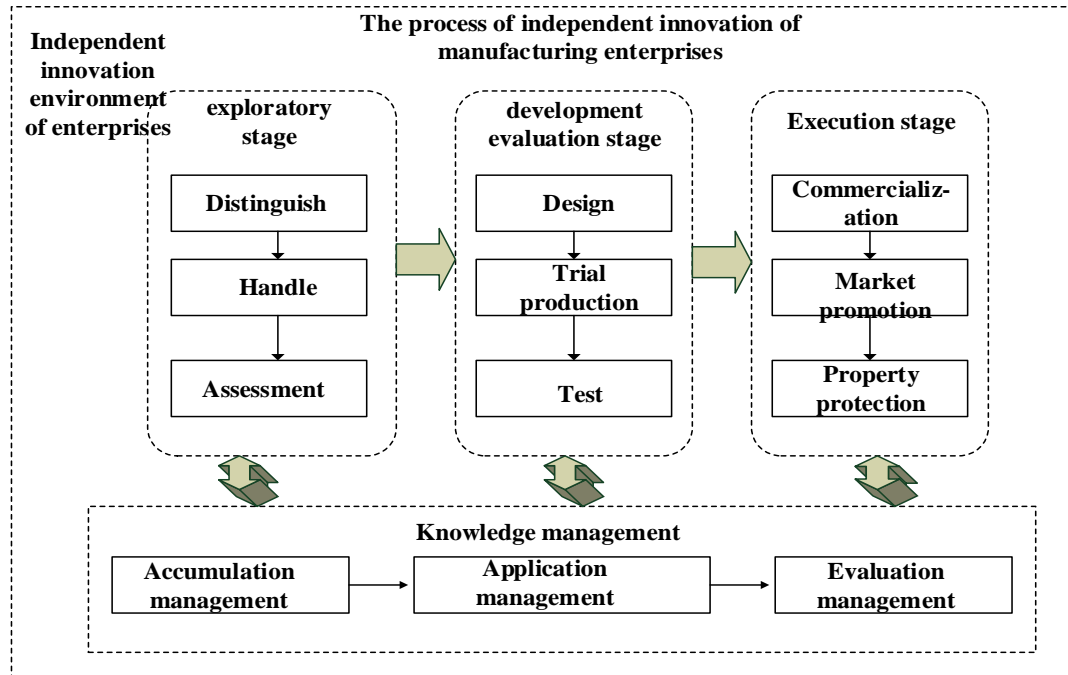 The process of independent innovation of
manufacturing enterprises
Independent
innovation
environment
of enterprises
exploratory
stage
Distinguish
Handle
Assessment
development
evaluation stage
Design
Trial
production
Test
Execution stage
Commercializ-
ation
Market
promotion
Property
protection
Knowledge management
Accumulation
management
Application
management
Evaluation
management